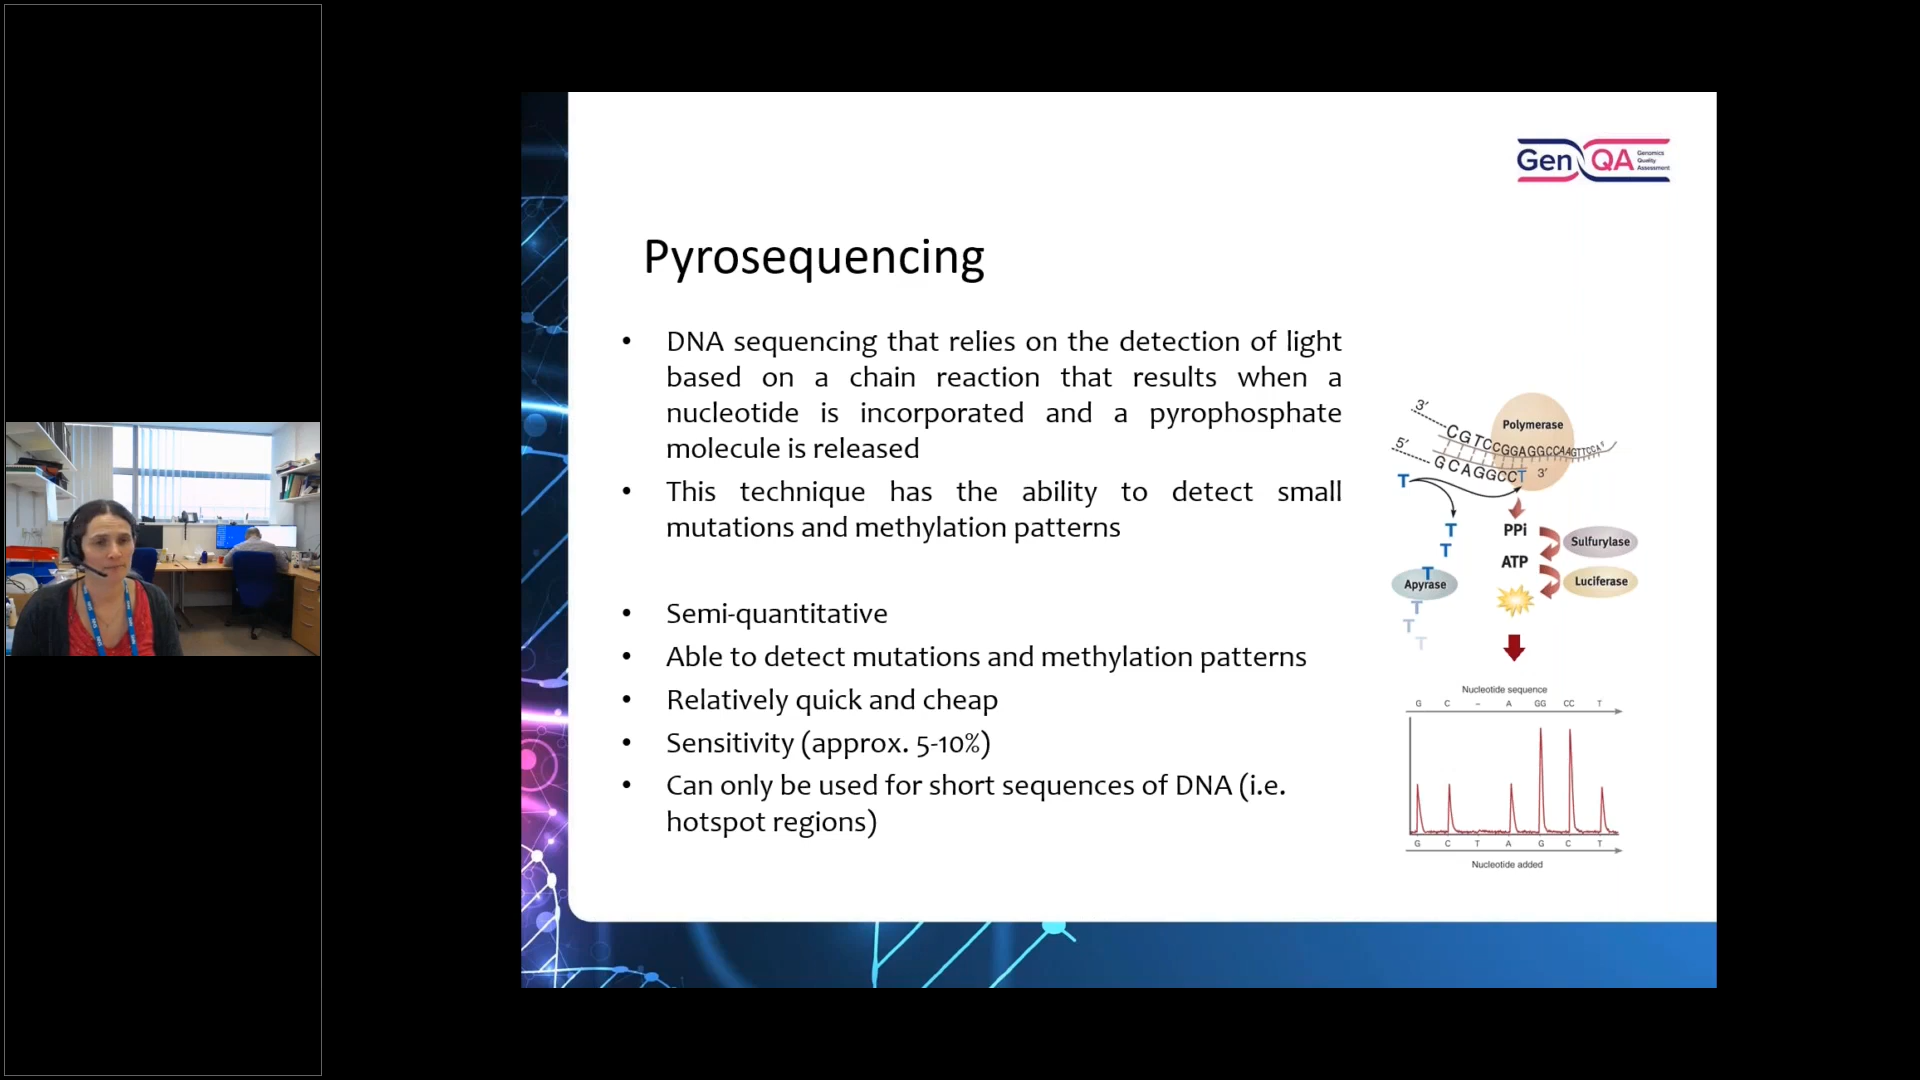 Gen QA Genomics
Quality
Assessment
Pyrosequencing
• DNA sequencing that relies on the detection of light
based on a chain reaction that results when a
nucleotide is incorporated and a pyrophosphate
molecule is released
• This technique has the ability to detect small
mutations and methylation patterns
• Semi-quantitative
• Able to detect mutations and methylation patterns
• Relatively quick and cheap
• Sensitivity (approx. 5-10%)
• Can only be used for short sequences of DNA (i.e.
hotspot regions)
Polymerase
3′
CGTCCGGAGGCCAAGTTCCAT
5′
GCAGGCCT 3′
T
T
T
T
Apyrase
T
T
T
PPi
Sulfurylase
ATP
Luciferase
Nucleotide sequence
G C – A GG CC T
G C T A G C T
Nucleotide added